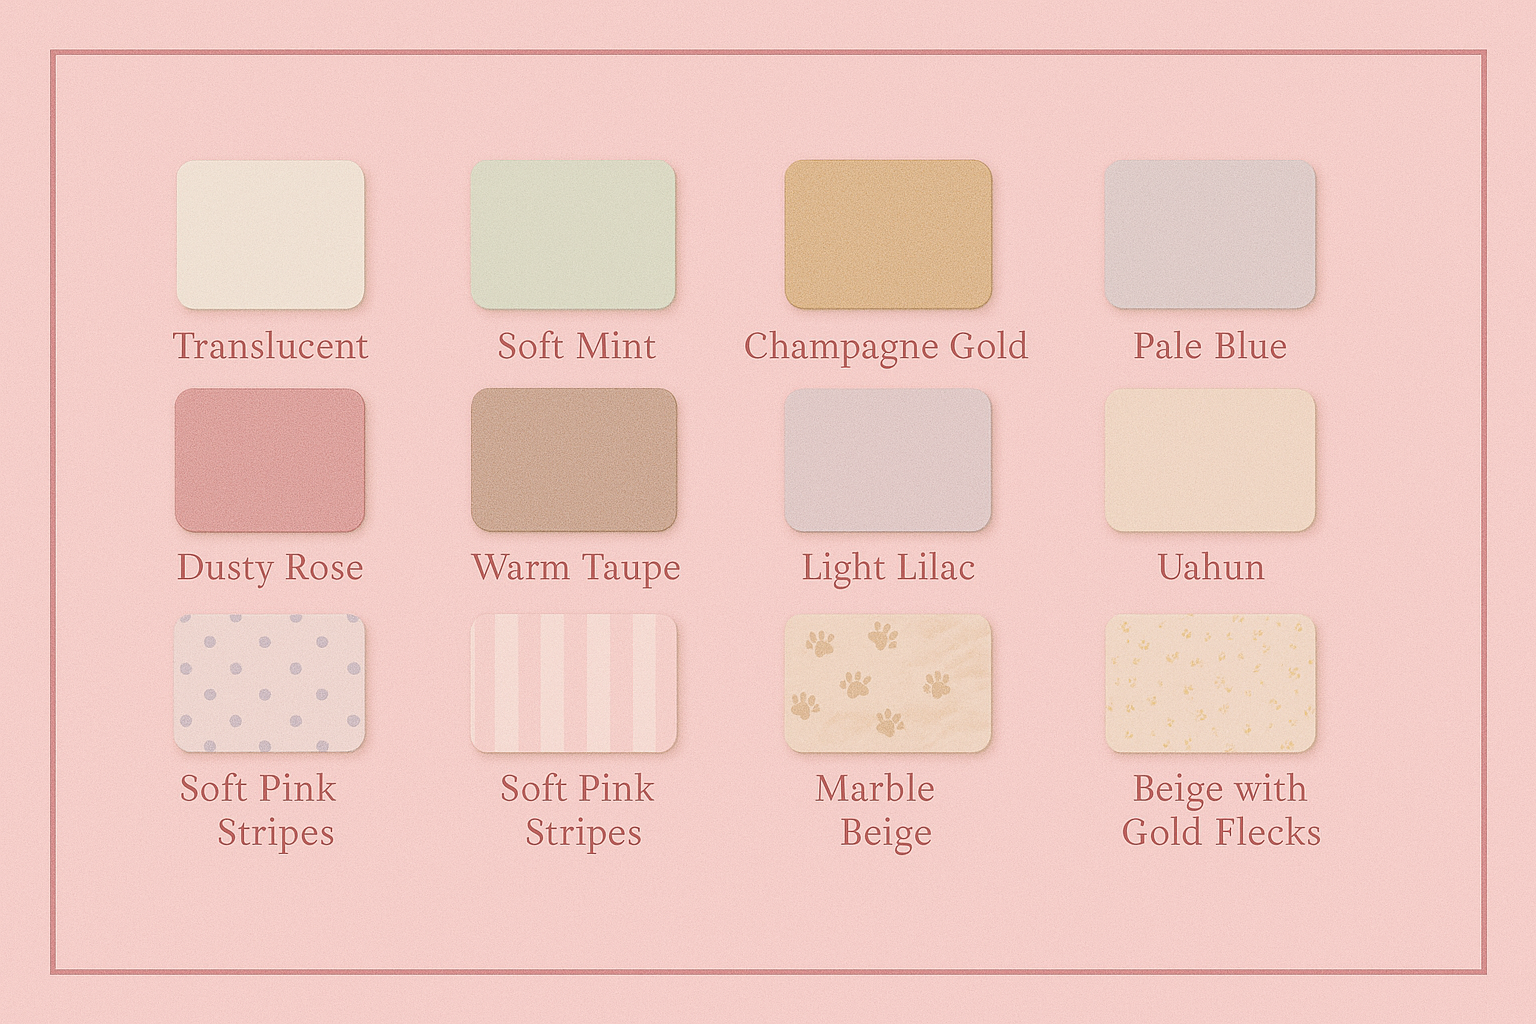 Translucent
Soft Mint
Champagne Gold
Pale Blue
Dusty Rose
Warm Taupe
Light Lilac
Uahun
Soft Pink
Stripes
Soft Pink
Stripes
Marble
Beige
Beige with
Gold Flecks